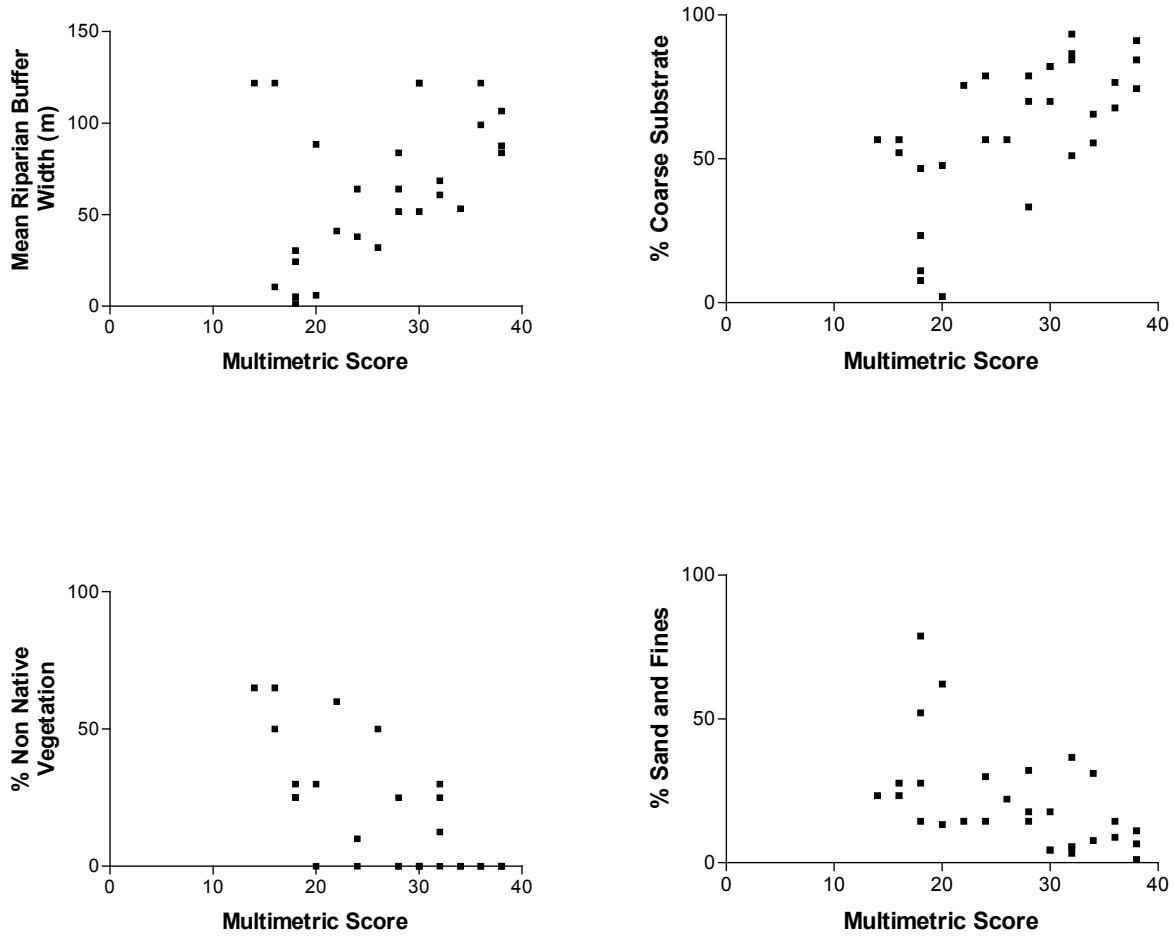 Mean Riparian Buffer
Width (m)
150
100
50
0
0 10 20 30 40
Multimetric Score
% Coarse Substrate
100
50
0
0 10 20 30 40
Multimetric Score
% Non Native
Vegetation
100
50
0
0 10 20 30 40
Multimetric Score
% Sand and Fines
100
50
0
0 10 20 30 40
Multimetric Score